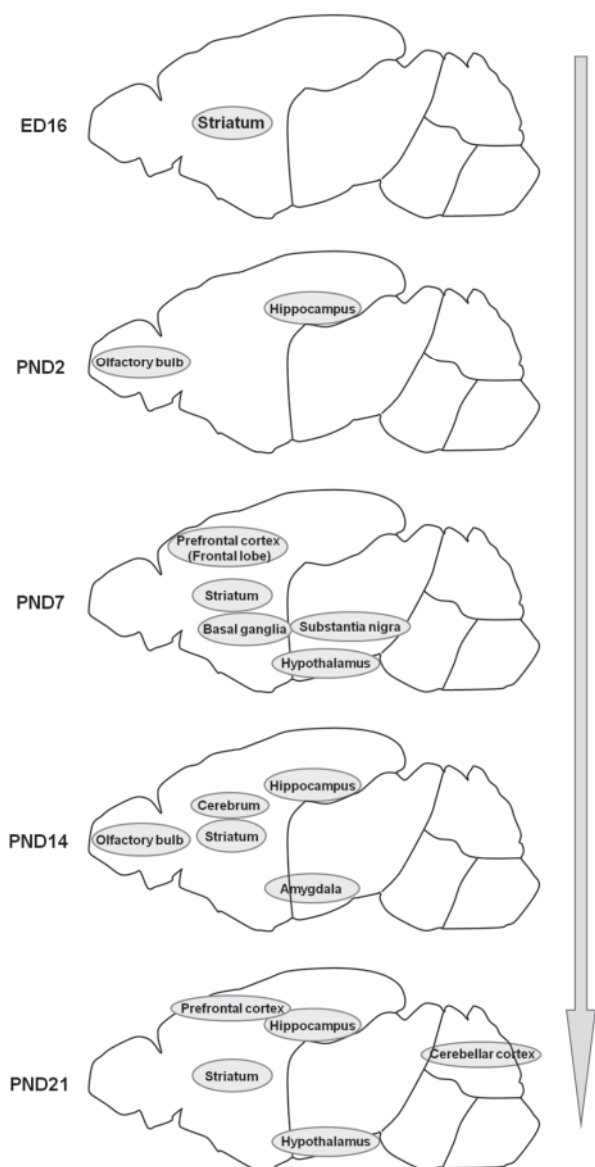 ED16
Striatum
PND2
Hippocampus
Olfactory bulb
PND7
Prefrontal cortex
(Frontal lobe)
Striatum
Basal ganglia
Substantia nigra
Hypothalamus
PND14
Hippocampus
Cerebrum
Olfactory bulb
Striatum
Amygdala
PND21
Prefrontal cortex
Hippocampus
Cerebellar cortex
Striatum
Hypothalamus